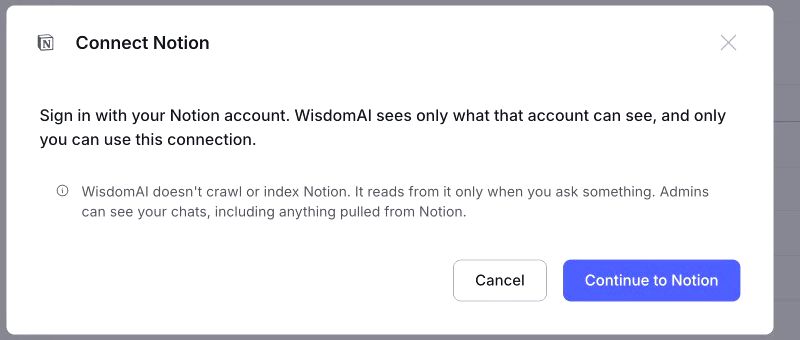 Connect Notion
Sign in with your Notion account. WisdomAI sees only what that account can see, and only
you can use this connection.
WisdomAI doesn't crawl or index Notion. It reads from it only when you ask something. Admins
can see your chats, including anything pulled from Notion.
Cancel
Continue to Notion